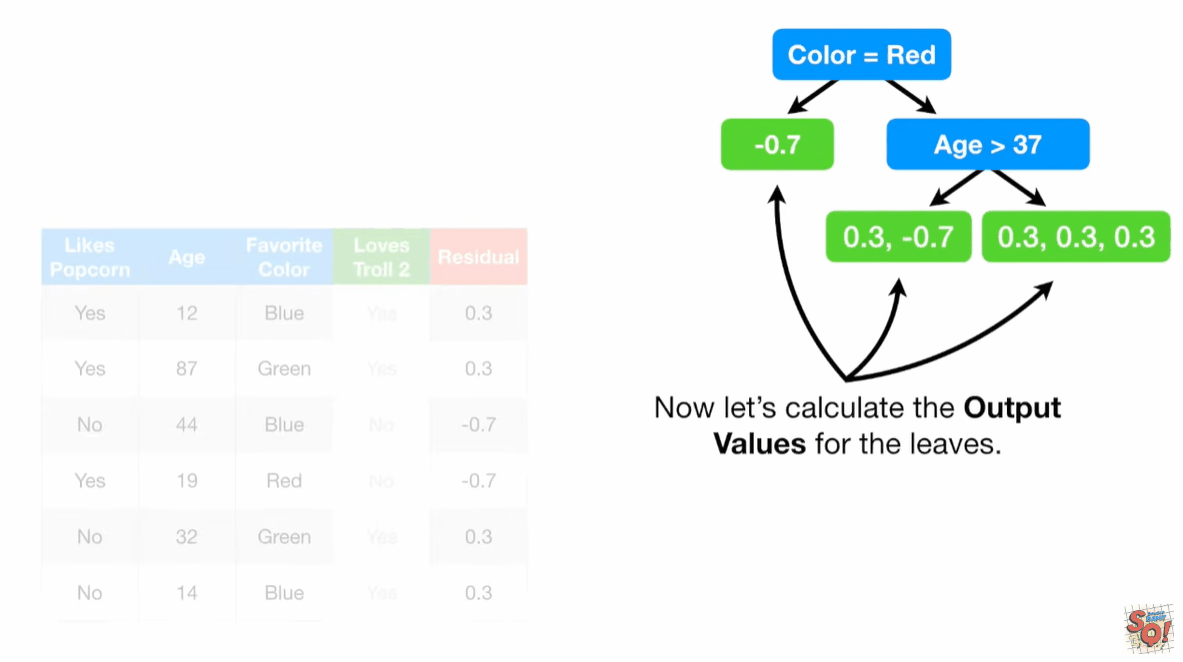 Color = Red
-0.7
Age > 37
0.3, -0.7
0.3, 0.3, 0.3
Now let's calculate the Output
Values for the leaves.
Likes Popcorn Age Favorite Color Loves Troll 2 Residual
Yes 12 Blue Yes 0.3
Yes 87 Green Yes 0.3
No 44 Blue No -0.7
Yes 19 Red No -0.7
No 32 Green Yes 0.3
No 14 Blue Yes 0.3
SQ!